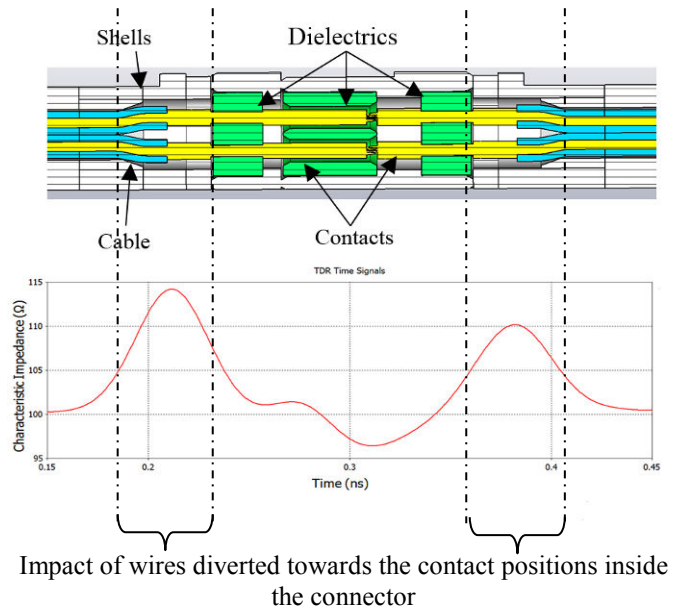 Shells
Dielectrics
Cable
Contacts
TDR Time Signals
Characteristic Impedance (Ω)
115
110
105
100
95
0.15
0.2
0.3
0.4
0.45
Time (ns)
Impact of wires diverted towards the contact positions inside
the connector